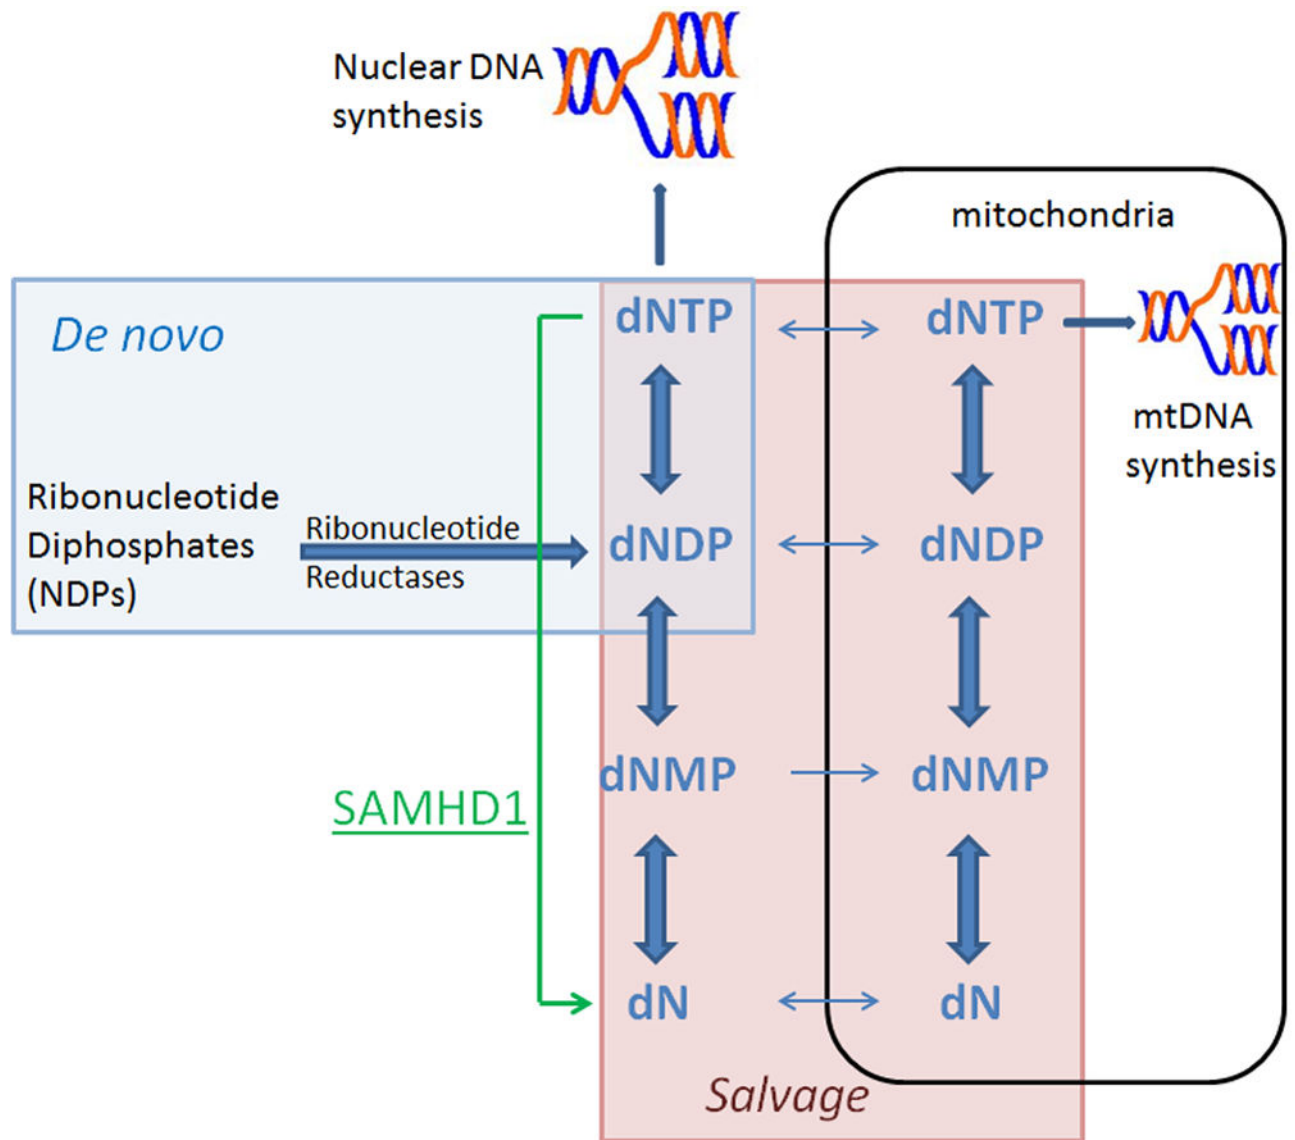 Nuclear DNA
synthesis
mitochondria
De novo
dNTP
dNTP
mtDNA
synthesis
Ribonucleotide
Diphosphates
(NDPs)
Ribonucleotide
Reductases
dNDP
dNDP
dNMP
dNMP
SAMHD1
dN
dN
Salvage